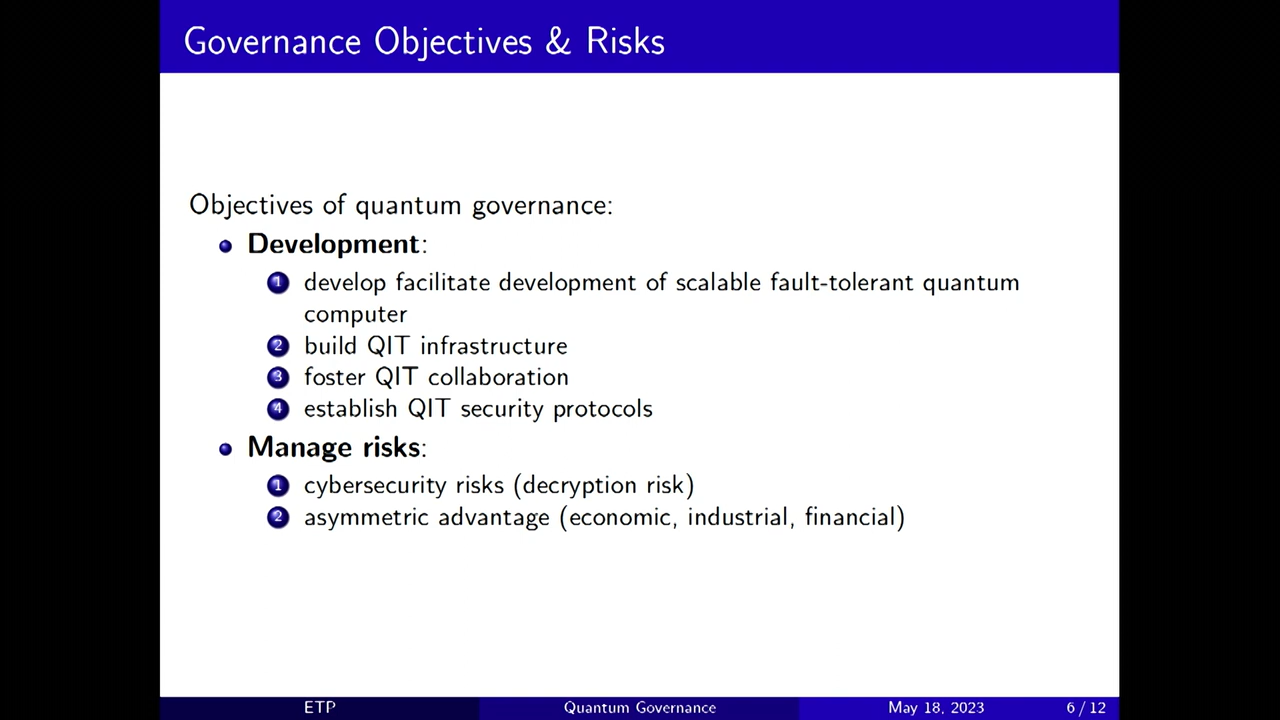 Governance Objectives & Risks
Objectives of quantum governance:
Development:
1 develop facilitate development of scalable fault-tolerant quantum
computer
2 build QIT infrastructure
3 foster QIT collaboration
4 establish QIT security protocols
Manage risks:
1 cybersecurity risks (decryption risk)
2 asymmetric advantage (economic, industrial, financial)
ETP Quantum Governance May 18, 2023 6 / 12